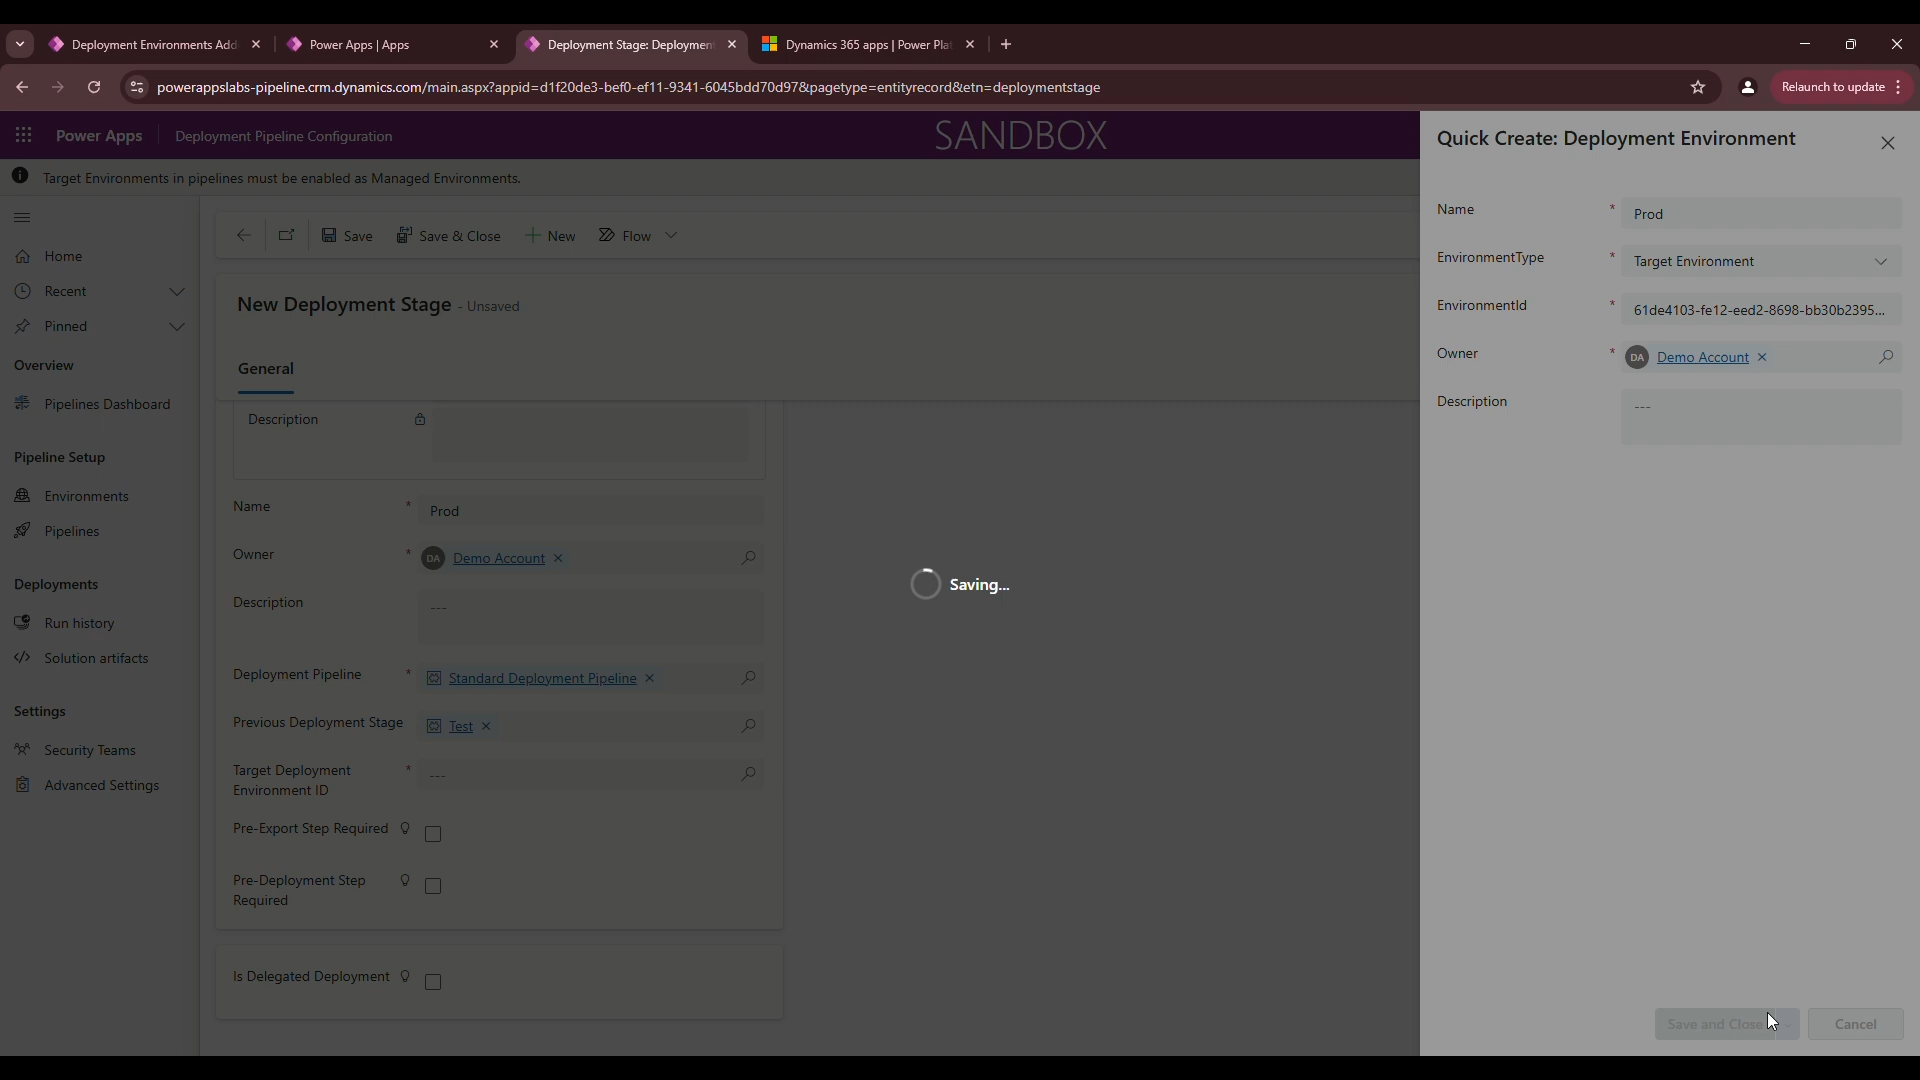 Deployment Environments Add
Power Apps | Apps
Deployment Stage: Deploymen
Dynamics 365 apps | Power Pla
powerappslabs-pipeline.crm.dynamics.com/main.aspx?appid=d1f20de3-bef0-ef11-9341-6045bdd70d97&pagetype=entityrecord&etn=deploymentstage
Relaunch to update
Power Apps
Deployment Pipeline Configuration
SANDBOX
Target Environments in pipelines must be enabled as Managed Environments.
Home
Recent
Pinned
Overview
Pipelines Dashboard
Pipeline Setup
Environments
Pipelines
Deployments
Run history
Solution artifacts
Settings
Security Teams
Advanced Settings
Save
Save & Close
New
Flow
New Deployment Stage - Unsaved
General
Description
Name * Prod
Owner * DA Demo Account
Description ---
Deployment Pipeline * Standard Deployment Pipeline
Previous Deployment Stage Test
Target Deployment * ---
Environment ID
Pre-Export Step Required
Pre-Deployment Step
Required
Is Delegated Deployment
Saving...
Quick Create: Deployment Environment
Name * Prod
EnvironmentType * Target Environment
EnvironmentId * 61de4103-fe12-eed2-8698-bb30b2395...
Owner * DA Demo Account
Description ---
Save and Close
Cancel